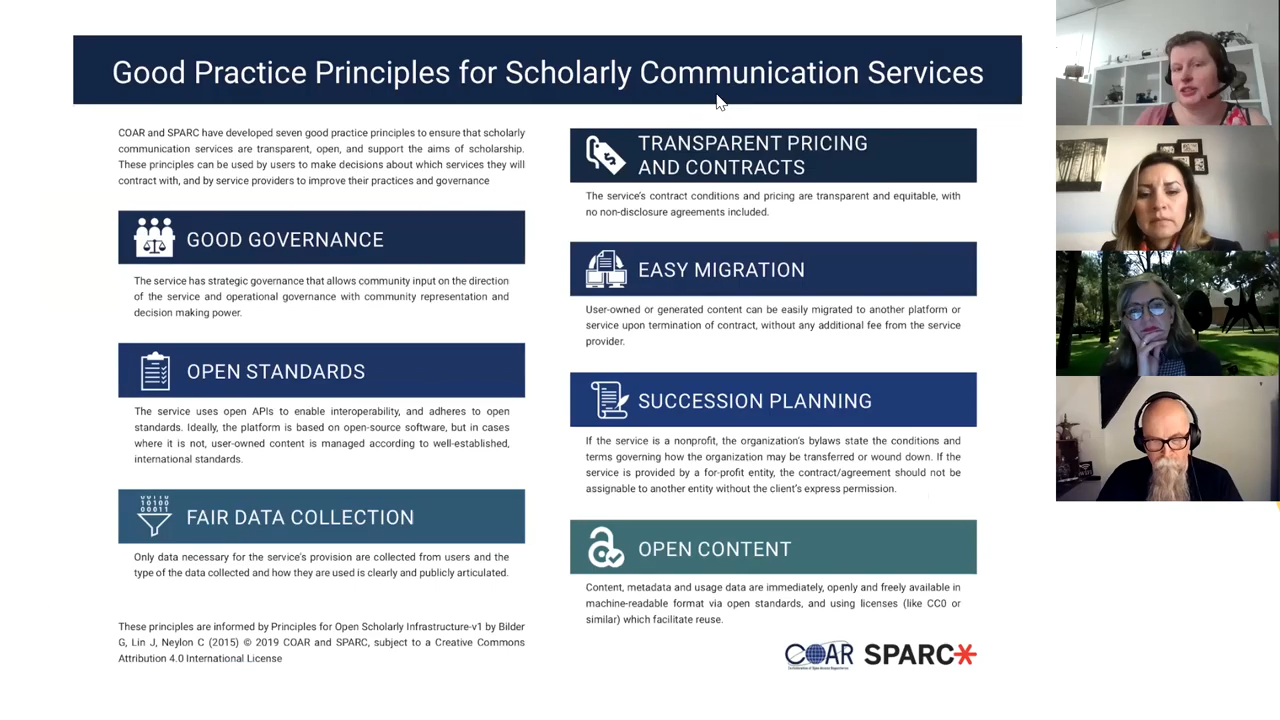 Good Practice Principles for Scholarly Communication Services
COAR and SPARC have developed seven good practice principles to ensure that scholarly
communication services are transparent, open, and support the aims of scholarship.
These principles can be used by users to make decisions about which services they will
contract with, and by service providers to improve their practices and governance
GOOD GOVERNANCE
The service has strategic governance that allows community input on the direction
of the service and operational governance with community representation and
decision making power.
OPEN STANDARDS
The service uses open APIs to enable interoperability, and adheres to open
standards. Ideally, the platform is based on open-source software, but in cases
where it is not, user-owned content is managed according to well-established,
international standards.
FAIR DATA COLLECTION
Only data necessary for the service's provision are collected from users and the
type of the data collected and how they are used is clearly and publicly articulated.
These principles are informed by Principles for Open Scholarly Infrastructure-v1 by Bilder
G, Lin J, Neylon C (2015) © 2019 COAR and SPARC, subject to a Creative Commons
Attribution 4.0 International License
TRANSPARENT PRICING
AND CONTRACTS
The service's contract conditions and pricing are transparent and equitable, with
no non-disclosure agreements included.
EASY MIGRATION
User-owned or generated content can be easily migrated to another platform or
service upon termination of contract, without any additional fee from the service
provider.
SUCCESSION PLANNING
If the service is a nonprofit, the organization's bylaws state the conditions and
terms governing how the organization may be transferred or wound down. If the
service is provided by a for-profit entity, the contract/agreement should not be
assignable to another entity without the client's express permission.
OPEN CONTENT
Content, metadata and usage data are immediately, openly and freely available in
machine-readable format via open standards, and using licenses (like CC0 or
similar) which facilitate reuse.
COAR SPARC